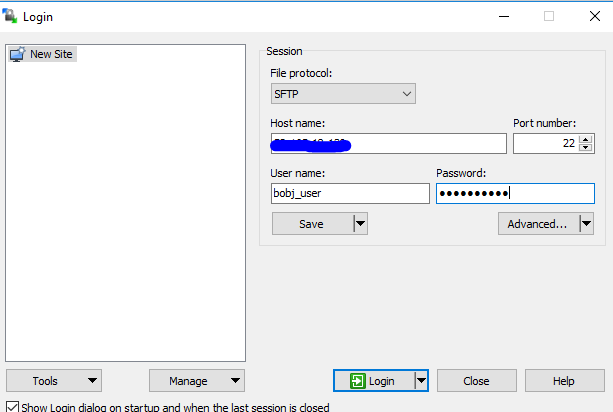 Login
New Site
Session
File protocol:
SFTP
Host name:
Port number:
22
User name:
Password:
bobj_user
●●●●●●●●●●
Save
Advanced...
Tools
Manage
Login
Close
Help
Show Login dialog on startup and when the last session is closed